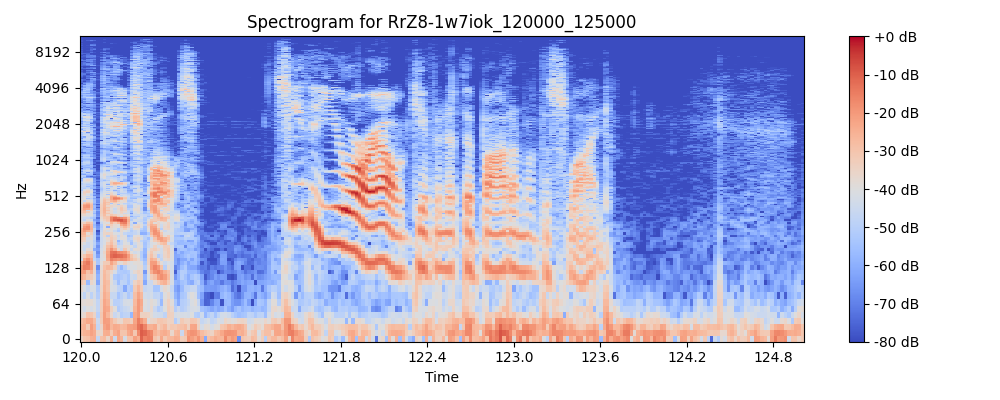 Spectrogram for RrZ8-1w7iok_120000_125000
8192
4096
2048
1024
512
256
128
64
0
Hz
120.0 120.6 121.2 121.8 122.4 123.0 123.6 124.2 124.8
Time
+0 dB
-10 dB
-20 dB
-30 dB
-40 dB
-50 dB
-60 dB
-70 dB
-80 dB